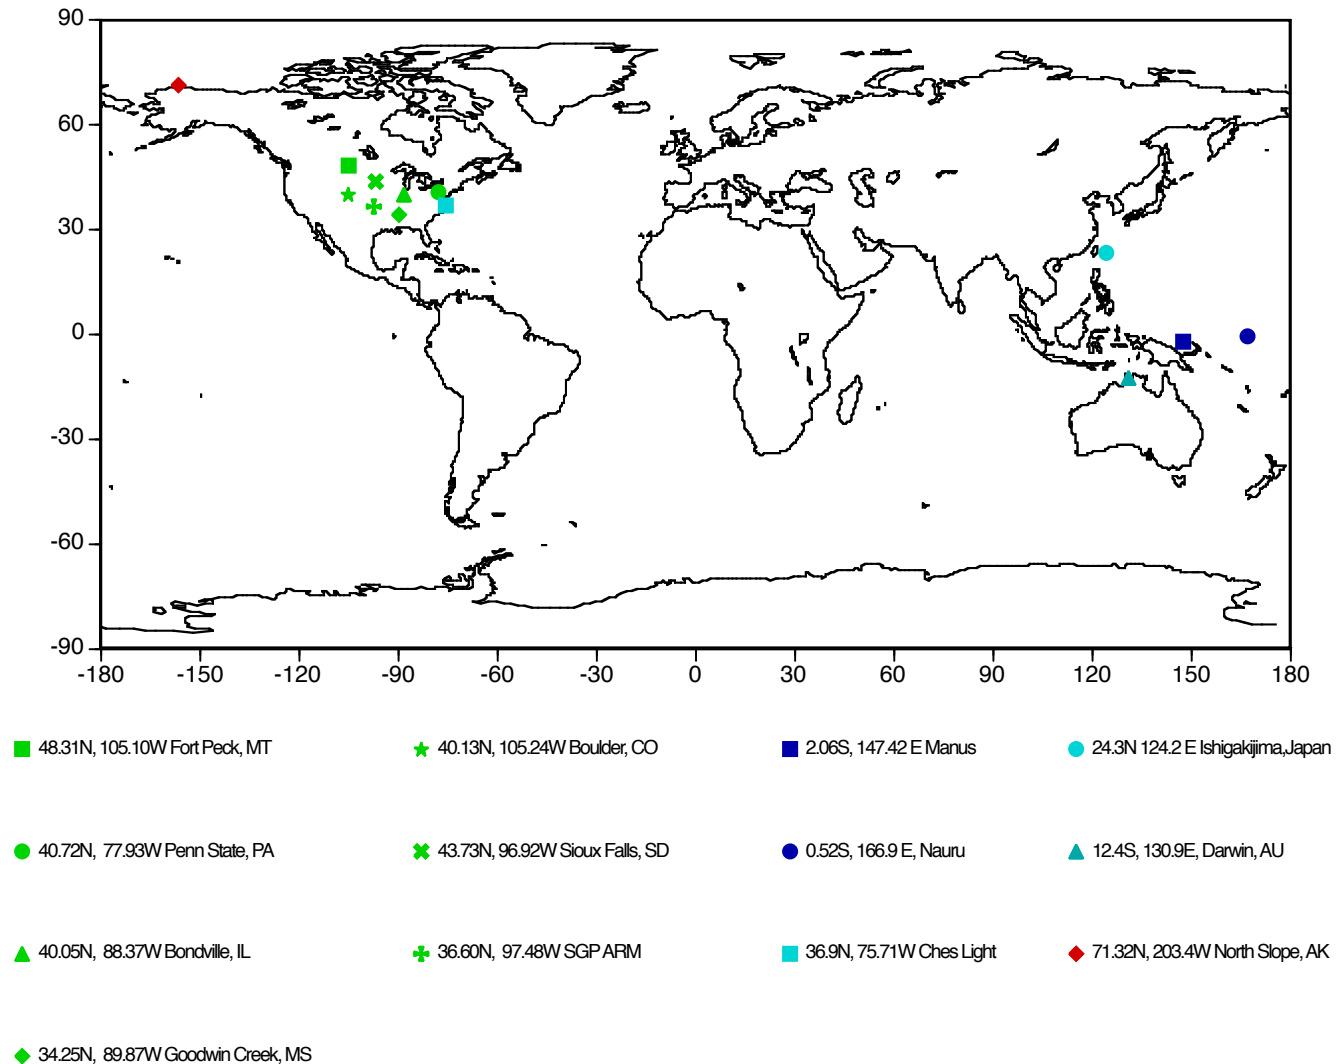 90
60
30
0
-30
-60
-90
-180 -150 -120 -90 -60 -30 0 30 60 90 120 150 180
48.31N, 105.10W Fort Peck, MT
40.13N, 105.24W Boulder, CO
2.06S, 147.42 E Manus
24.3N 124.2 E Ishigakijima,Japan
40.72N, 77.93W Penn State, PA
43.73N, 96.92W Sioux Falls, SD
0.52S, 166.9 E, Nauru
12.4S, 130.9E, Darwin, AU
40.05N, 88.37W Bondville, IL
36.60N, 97.48W SGP ARM
36.9N, 75.71W Ches Light
71.32N, 203.4W North Slope, AK
34.25N, 89.87W Goodwin Creek, MS